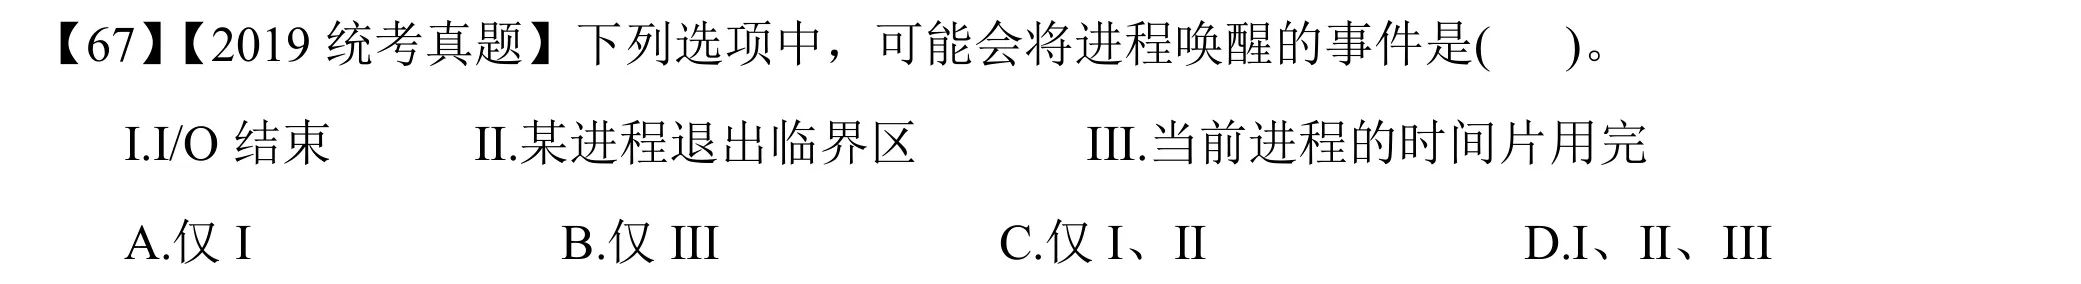 【67】【2019 统考真题】下列选项中，可能会将进程唤醒的事件是( )。
I.I/O 结束 II.某进程退出临界区 III.当前进程的时间片用完
A.仅 I B.仅 III C.仅 I、II D.I、II、III